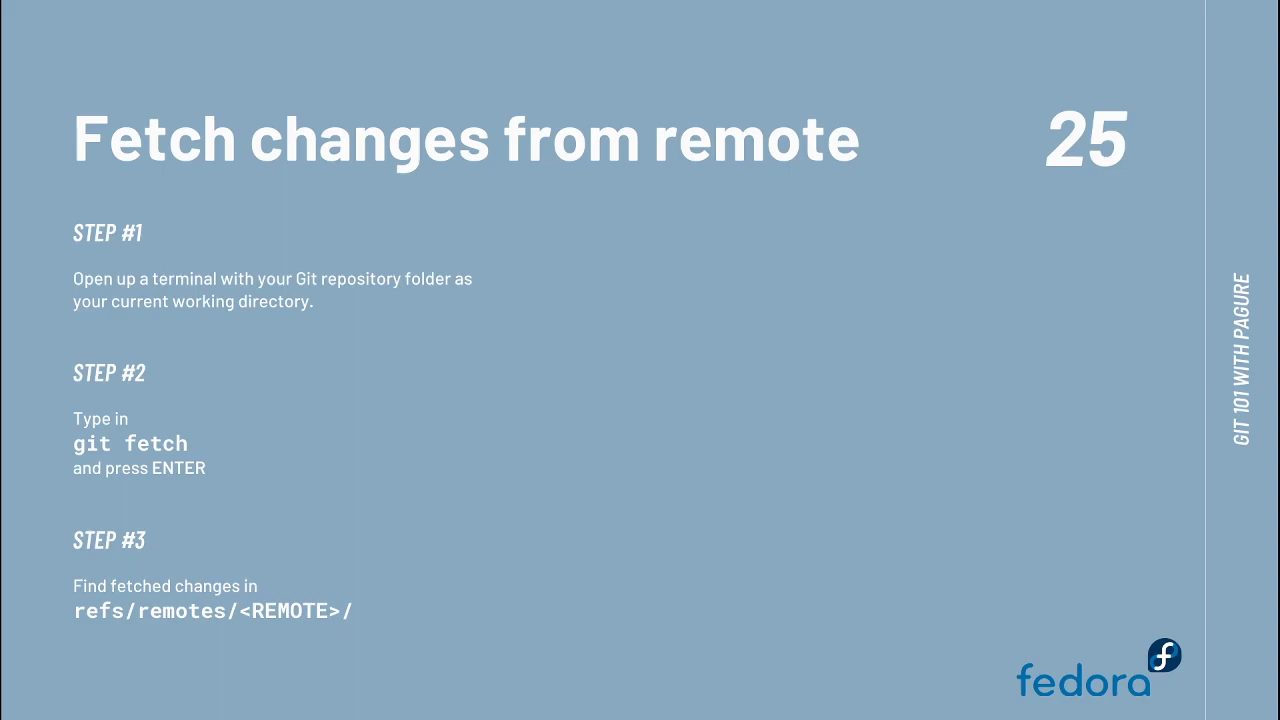 Fetch changes from remote
25
STEP #1
Open up a terminal with your Git repository folder as
your current working directory.
STEP #2
Type in
git fetch
and press ENTER
STEP #3
Find fetched changes in
refs/remotes/<REMOTE>/
GIT 101 WITH PAGURE
fedora